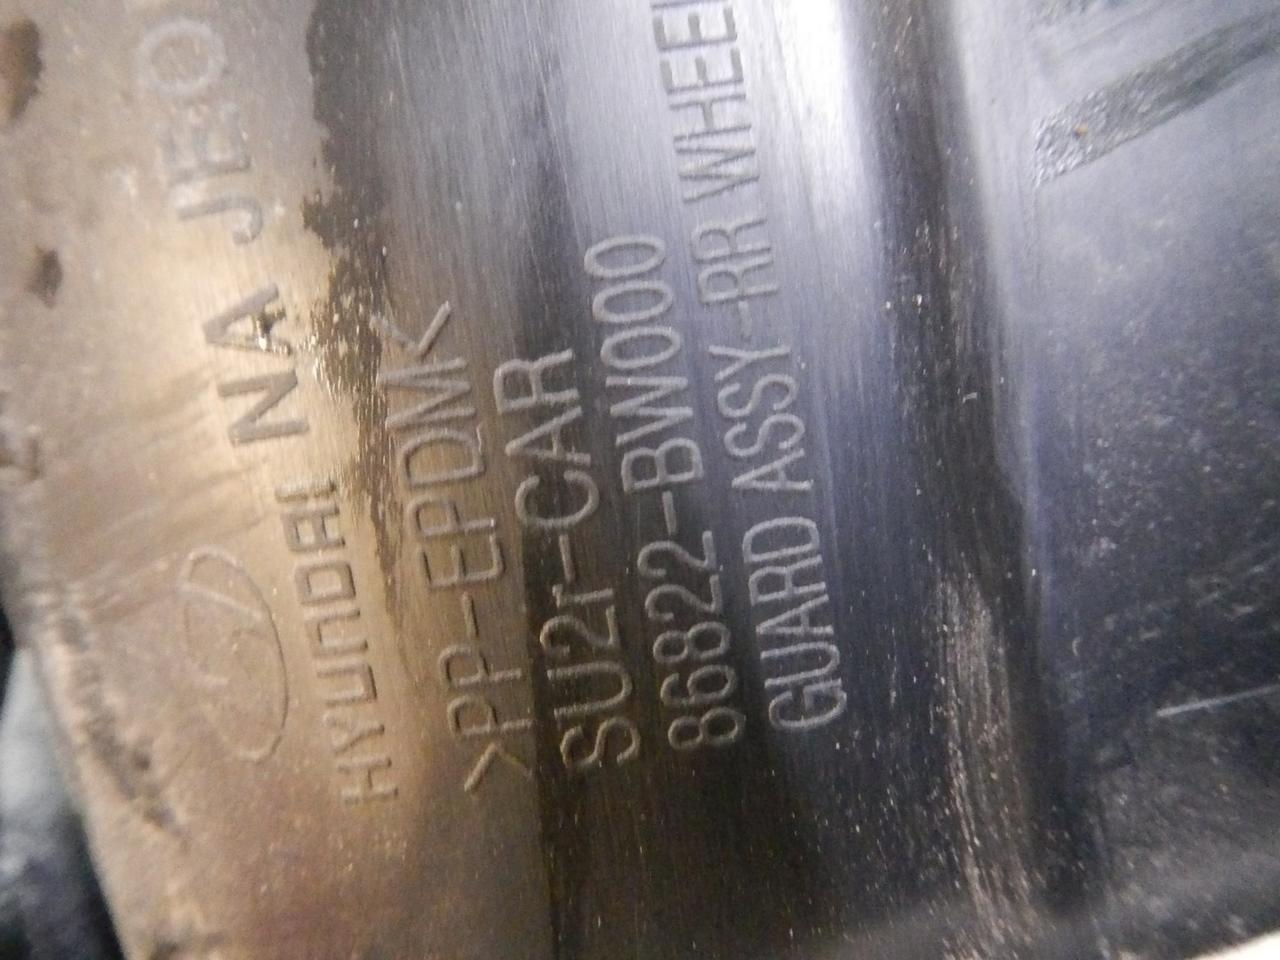 HYUNDAI NA JEO
>PP-EPDM<
SU2r-CAR
86822-BW000
GUARD ASSY-RR WHEEL